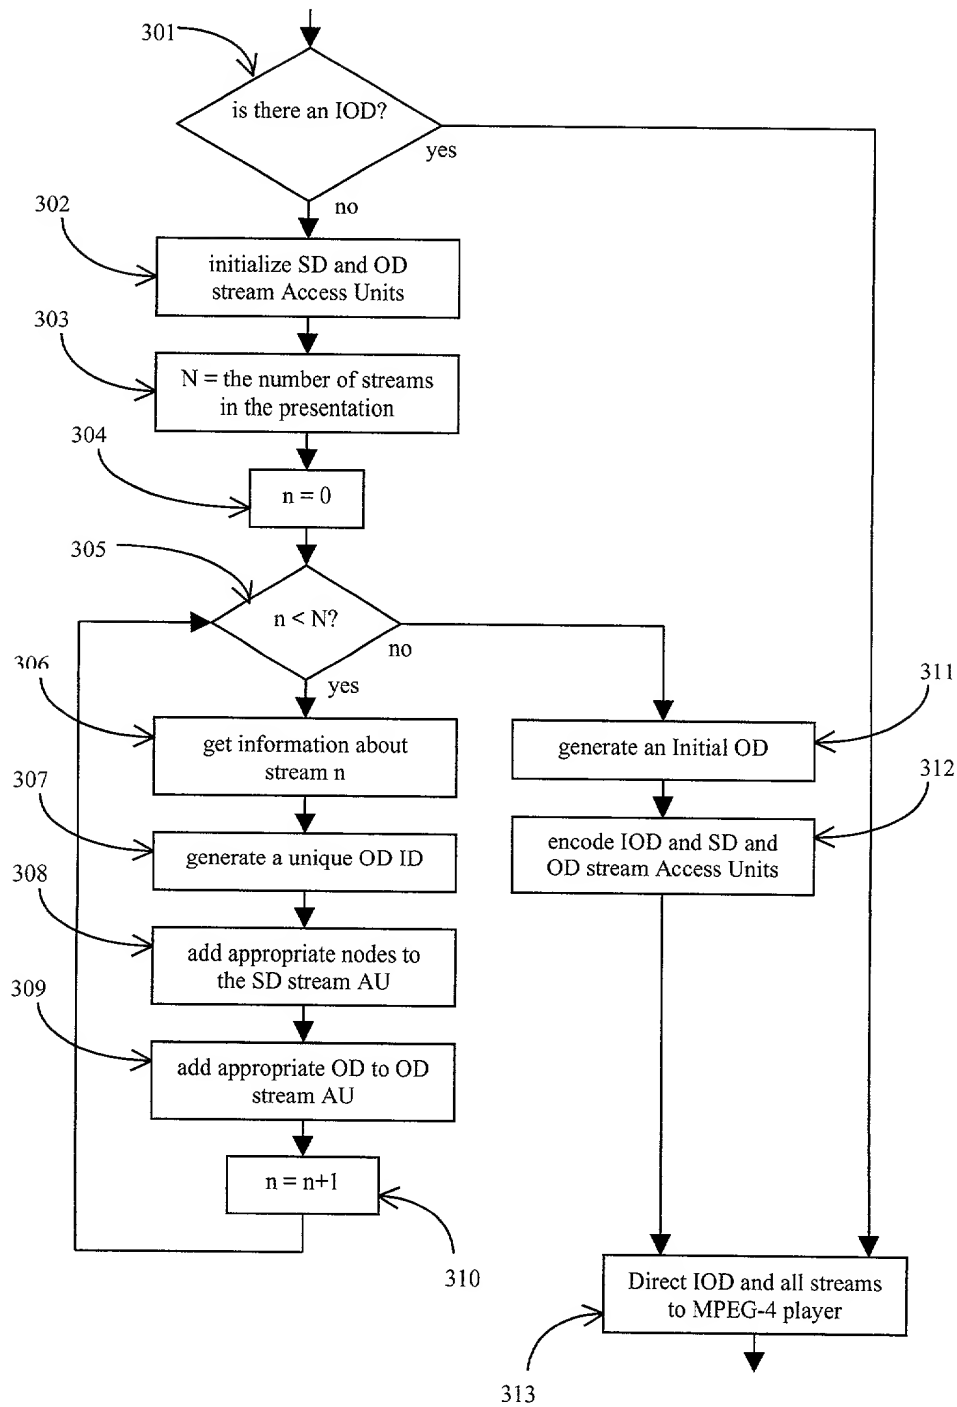 301
is there an IOD?
yes
no
302
initialize SD and OD
stream Access Units
303
N = the number of streams
in the presentation
304
n = 0
305
n < N?
no
yes
306
get information about
stream n
307
generate a unique OD ID
308
add appropriate nodes to
the SD stream AU
309
add appropriate OD to OD
stream AU
n = n+1
310
311
generate an Initial OD
312
encode IOD and SD and
OD stream Access Units
Direct IOD and all streams
to MPEG-4 player
313